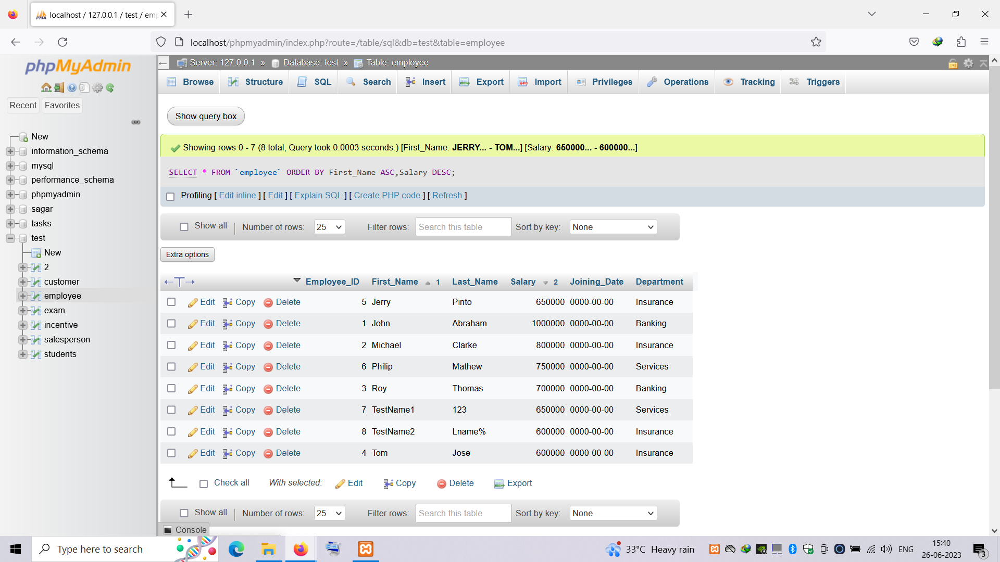 localhost / 127.0.0.1 / test / emp
localhost/phpmyadmin/index.php?route=/table/sql&db=test&table=employee
phpMyAdmin
Recent Favorites
New
information_schema
mysql
performance_schema
phpmyadmin
sagar
tasks
test
New
2
customer
employee
exam
incentive
salesperson
students
Server: 127.0.0.1 » Database: test » Table: employee
Browse Structure SQL Search Insert Export Import Privileges Operations Tracking Triggers
Show query box
Showing rows 0 - 7 (8 total, Query took 0.0003 seconds.) [First_Name: JERRY... - TOM...] [Salary: 650000... - 600000...]
SELECT * FROM `employee` ORDER BY First_Name ASC,Salary DESC;
Profiling [ Edit inline ] [ Edit ] [ Explain SQL ] [ Create PHP code ] [ Refresh ]
Show all Number of rows: 25 Filter rows: Search this table Sort by key: None
Extra options
Employee_ID First_Name 1 Last_Name Salary 2 Joining_Date Department
Edit Copy Delete 5 Jerry Pinto 650000 0000-00-00 Insurance
Edit Copy Delete 1 John Abraham 1000000 0000-00-00 Banking
Edit Copy Delete 2 Michael Clarke 800000 0000-00-00 Insurance
Edit Copy Delete 6 Philip Mathew 750000 0000-00-00 Services
Edit Copy Delete 3 Roy Thomas 700000 0000-00-00 Banking
Edit Copy Delete 7 TestName1 123 650000 0000-00-00 Services
Edit Copy Delete 8 TestName2 Lname% 600000 0000-00-00 Insurance
Edit Copy Delete 4 Tom Jose 600000 0000-00-00 Insurance
Check all With selected: Edit Copy Delete Export
Show all Number of rows: 25 Filter rows: Search this table Sort by key: None
Console
Type here to search
33°C Heavy rain
ENG
15:40
26-06-2023
3